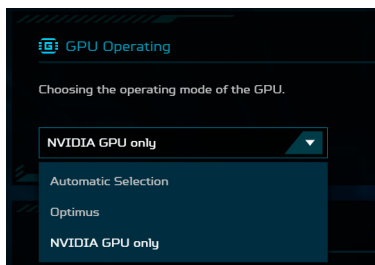 GPU Operating
Choosing the operating mode of the GPU.
NVIDIA GPU only
Automatic Selection
Optimus
NVIDIA GPU only